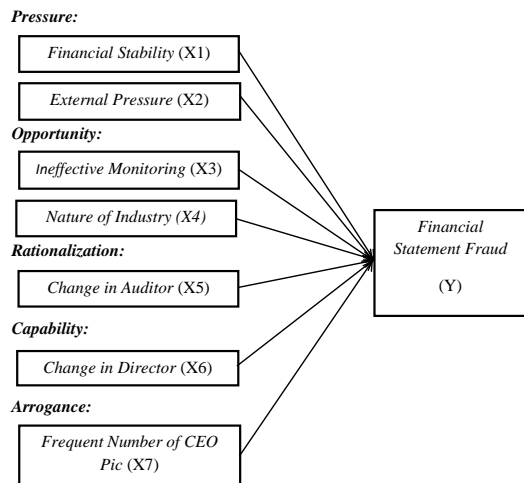 Pressure:
Financial Stability (X1)
External Pressure (X2)
Opportunity:
Ineffective Monitoring (X3)
Nature of Industry (X4)
Rationalization:
Change in Auditor (X5)
Capability:
Change in Director (X6)
Arrogance:
Frequent Number of CEO
Pic (X7)
Financial
Statement Fraud
(Y)